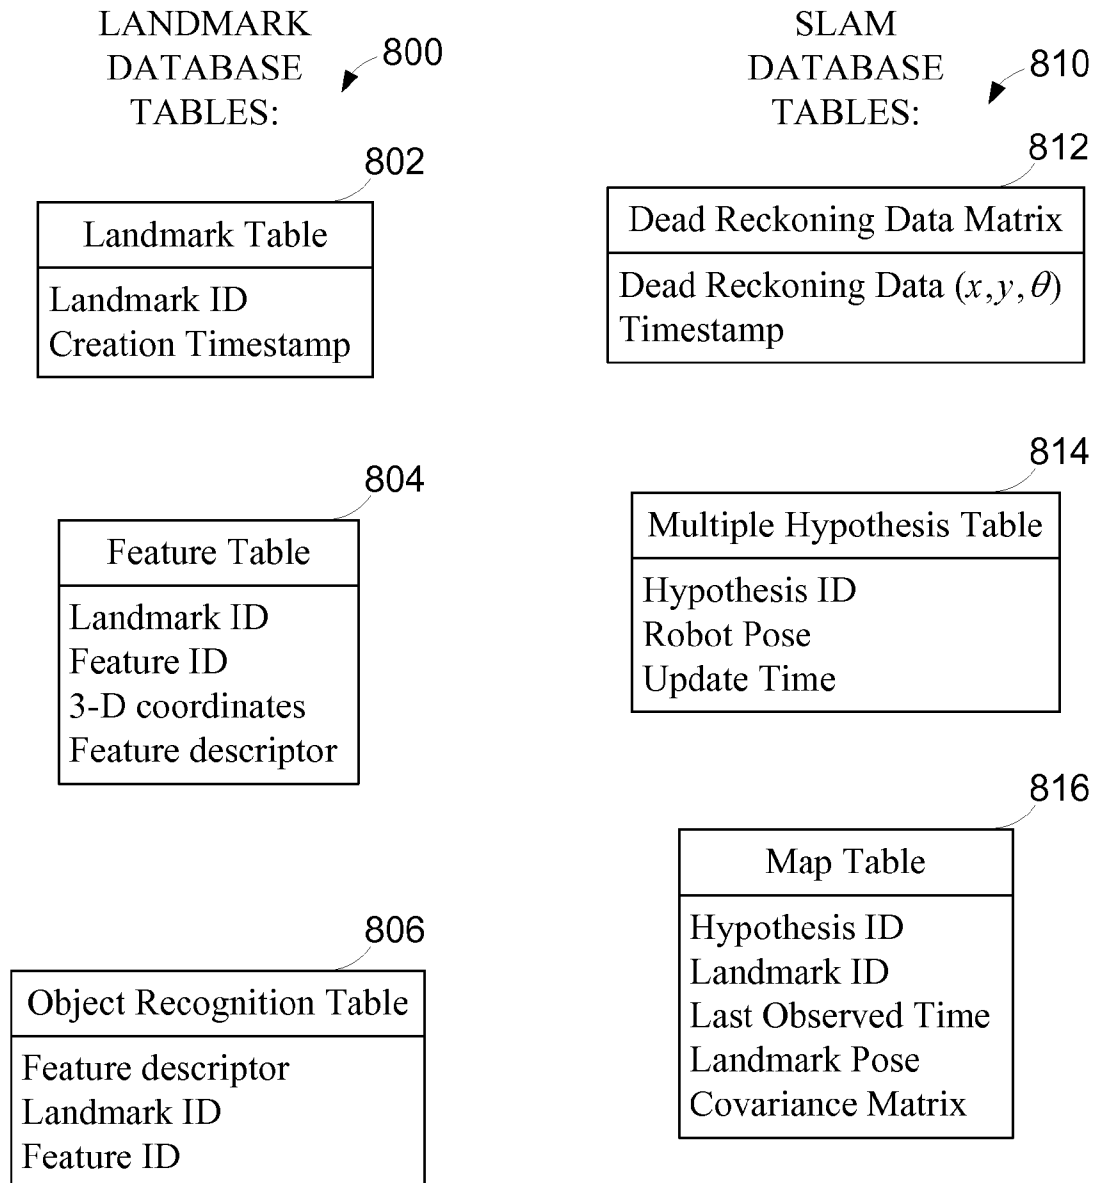 LANDMARK
DATABASE
TABLES:
800
802
Landmark Table
Landmark ID
Creation Timestamp
804
Feature Table
Landmark ID
Feature ID
3-D coordinates
Feature descriptor
806
Object Recognition Table
Feature descriptor
Landmark ID
Feature ID
SLAM
DATABASE
TABLES:
810
812
Dead Reckoning Data Matrix
Dead Reckoning Data (x,y,θ)
Timestamp
814
Multiple Hypothesis Table
Hypothesis ID
Robot Pose
Update Time
816
Map Table
Hypothesis ID
Landmark ID
Last Observed Time
Landmark Pose
Covariance Matrix